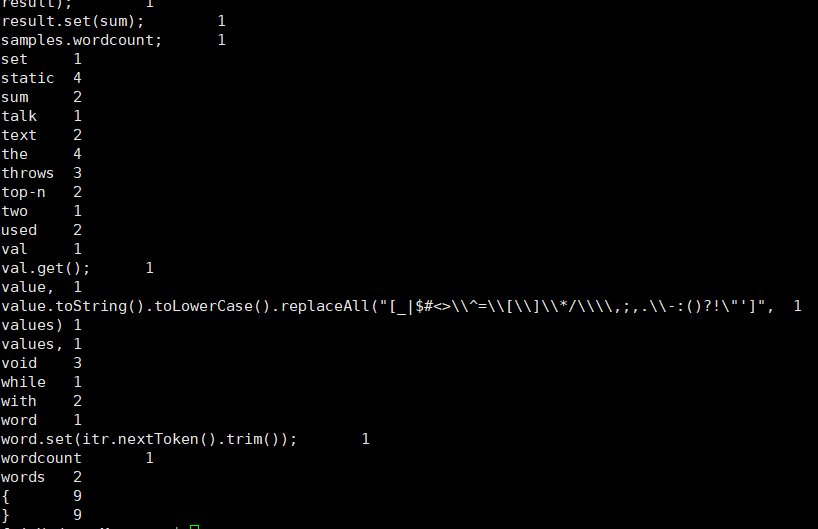 result); 1
result.set(sum); 1
samples.wordcount; 1
set 1
static 4
sum 2
talk 1
text 2
the 4
throws 3
top-n 2
two 1
used 2
val 1
val.get(); 1
value, 1
value.toString().toLowerCase().replaceAll("[_|$#<>\\^=\\[\\]\\*/\\\\,;,.\\-:()?!\"']", 1
values) 1
values, 1
void 3
while 1
with 2
word 1
word.set(itr.nextToken().trim()); 1
wordcount 1
words 2
{ 9
} 9